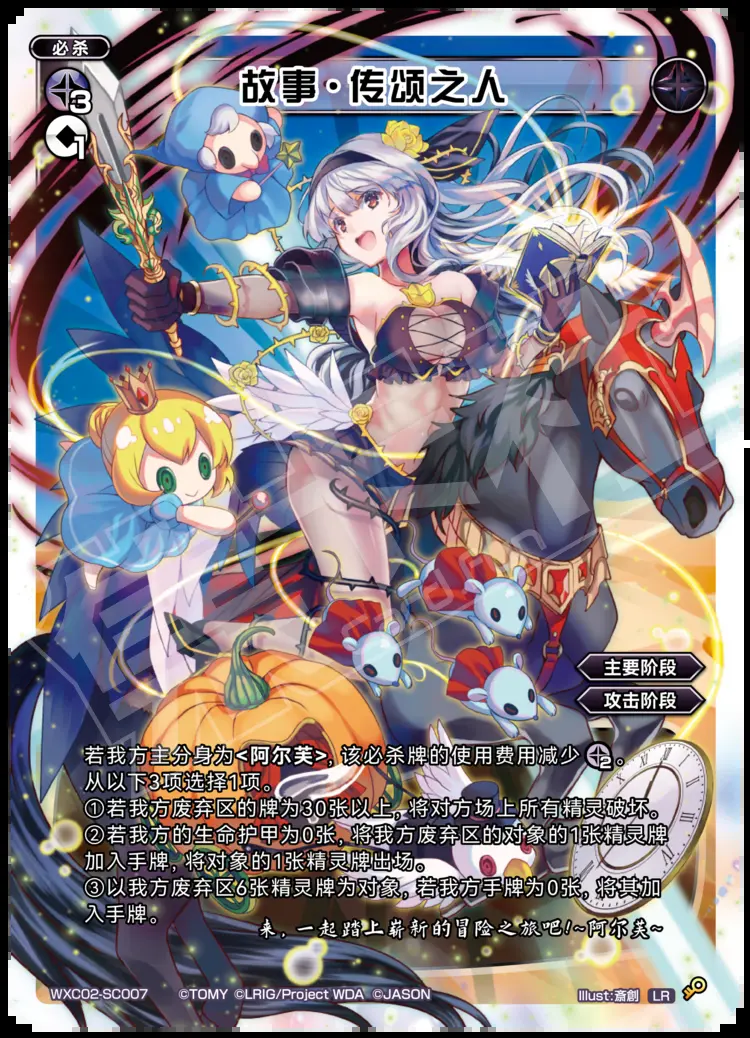 必杀
故事·传颂之人
3
1
主要阶段
攻击阶段
若我方主分身为<阿尔芙>，该必杀牌的使用费用减少2。
从以下3项选择1项。
①若我方废弃区的牌为30张以上，将对方场上所有精灵破坏。
②若我方的生命护甲为0张，将我方废弃区的对象的1张精灵牌
加入手牌，将对象的1张精灵牌出场。
③以我方废弃区6张精灵牌为对象，若我方手牌为0张，将其加
入手牌。
来，一起踏上崭新的冒险之旅吧!~阿尔芙~
WXC02-SC007 ©TOMY ©LRIG/Project WDA ©JASON Illust:斎創 LR